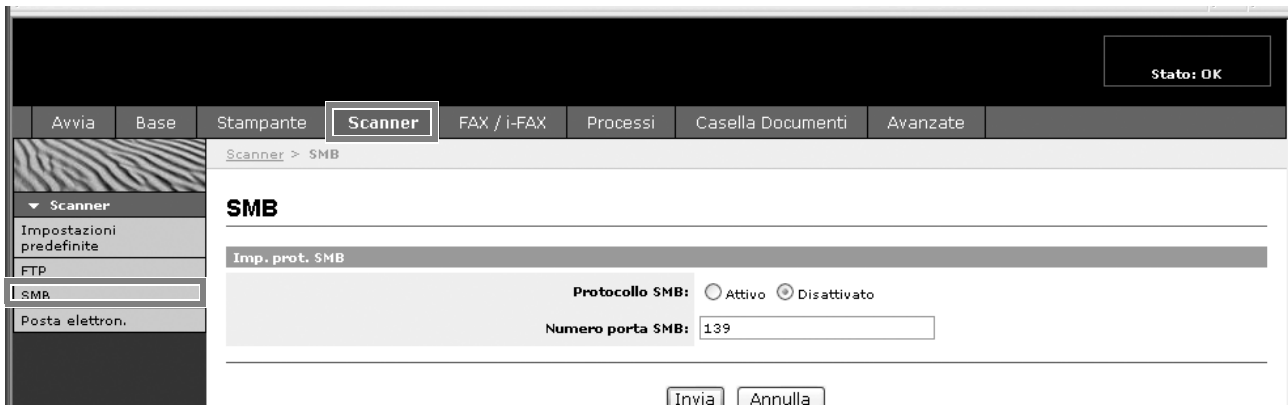 Stato: OK
Avvia Base Stampante Scanner FAX / i-FAX Processi Casella Documenti Avanzate
Scanner > SMB
Scanner
Impostazioni
predefinite
FTP
SMB
Posta elettron.
SMB
Imp. prot. SMB
Protocollo SMB: Attivo Disattivato
Numero porta SMB: 139
Invia Annulla